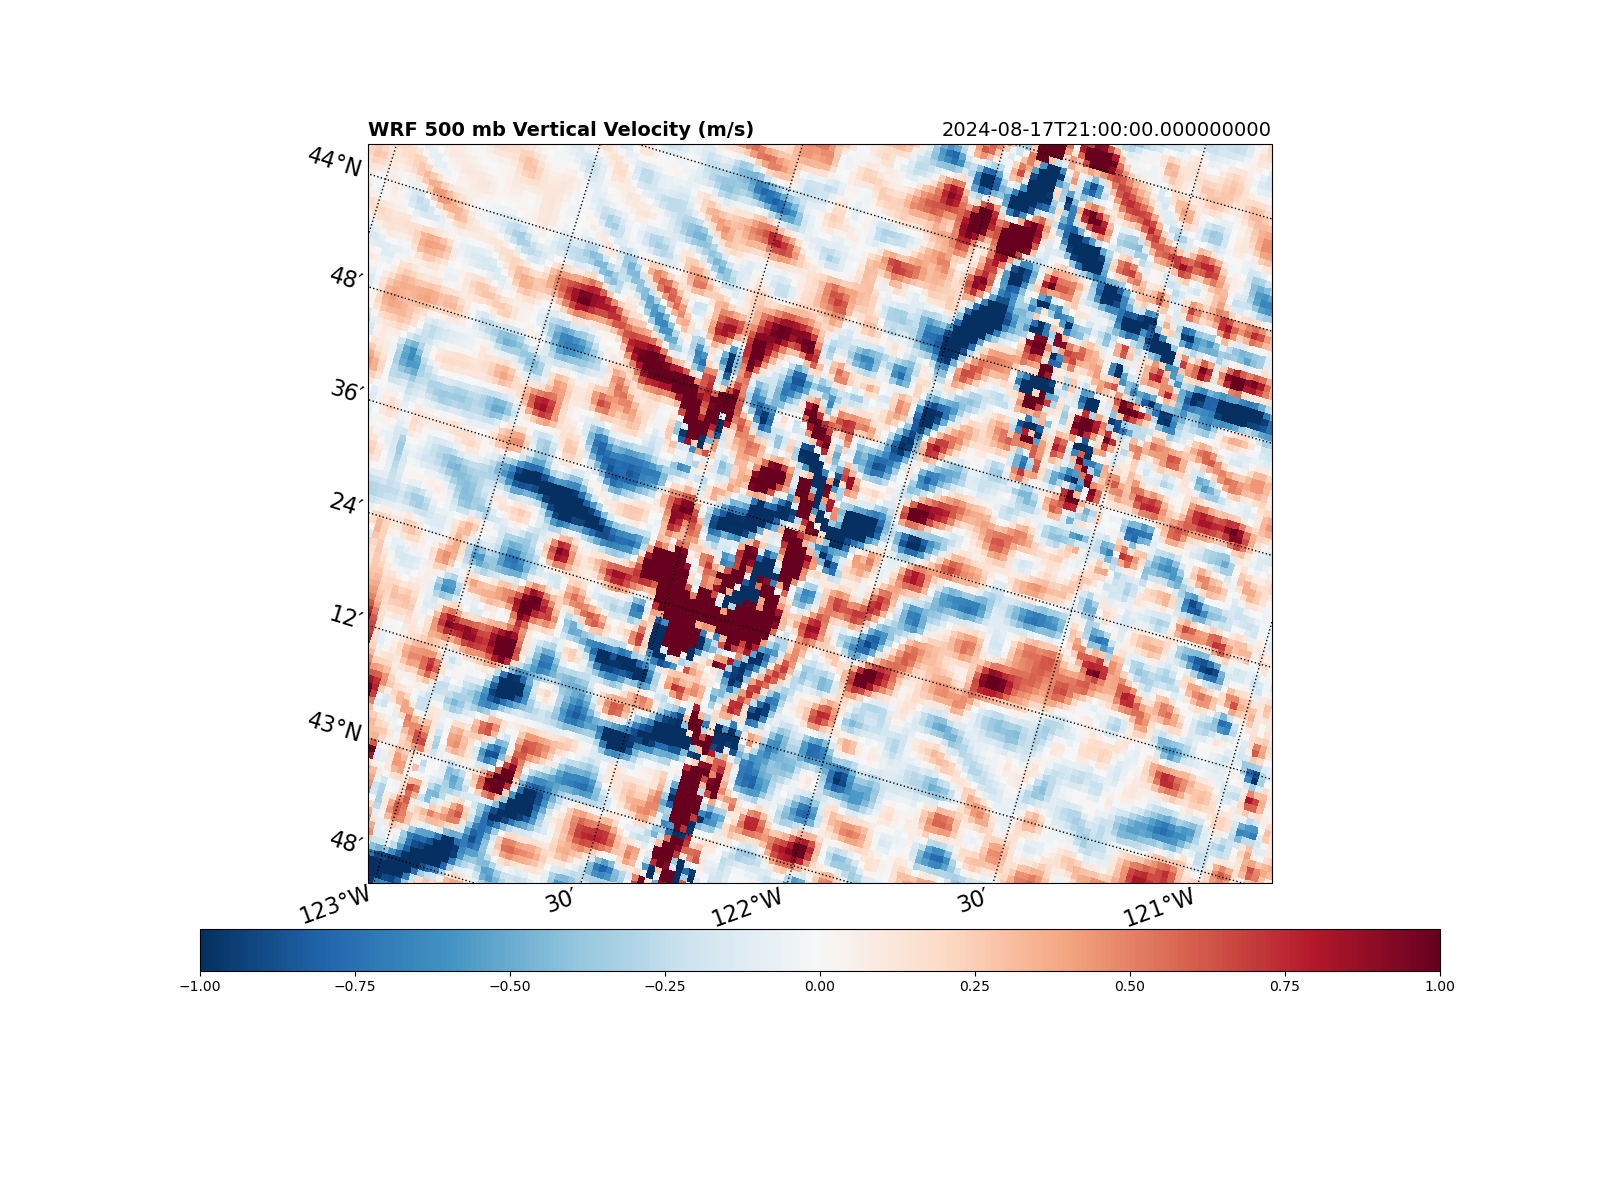 WRF 500 mb Vertical Velocity (m/s)
2024-08-17T21:00:00.000000000
44°N
48′
36′
24′
12′
43°N
48′
123°W
30′
122°W
30′
121°W
−1.00
−0.75
−0.50
−0.25
0.00
0.25
0.50
0.75
1.00